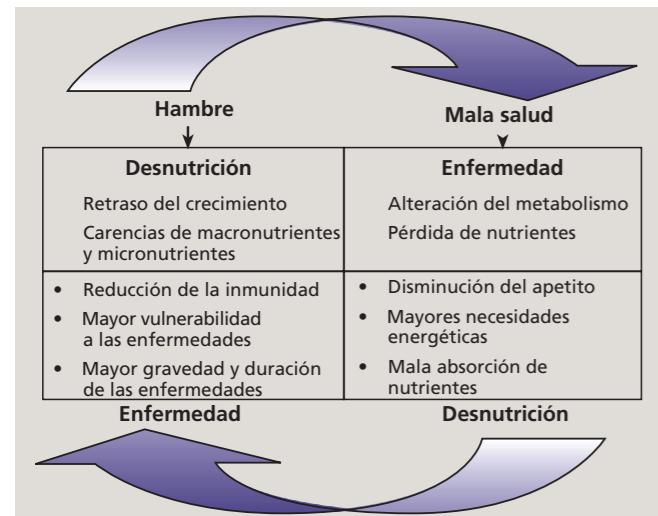 Hambre
Mala salud
Desnutrición
Retraso del crecimiento
Carencias de macronutrientes
y micronutrientes
Enfermedad
Alteración del metabolismo
Pérdida de nutrientes
• Reducción de la inmunidad
• Mayor vulnerabilidad
a las enfermedades
• Mayor gravedad y duración
de las enfermedades
• Disminución del apetito
• Mayores necesidades
energéticas
• Mala absorción de
nutrientes
Enfermedad
Desnutrición